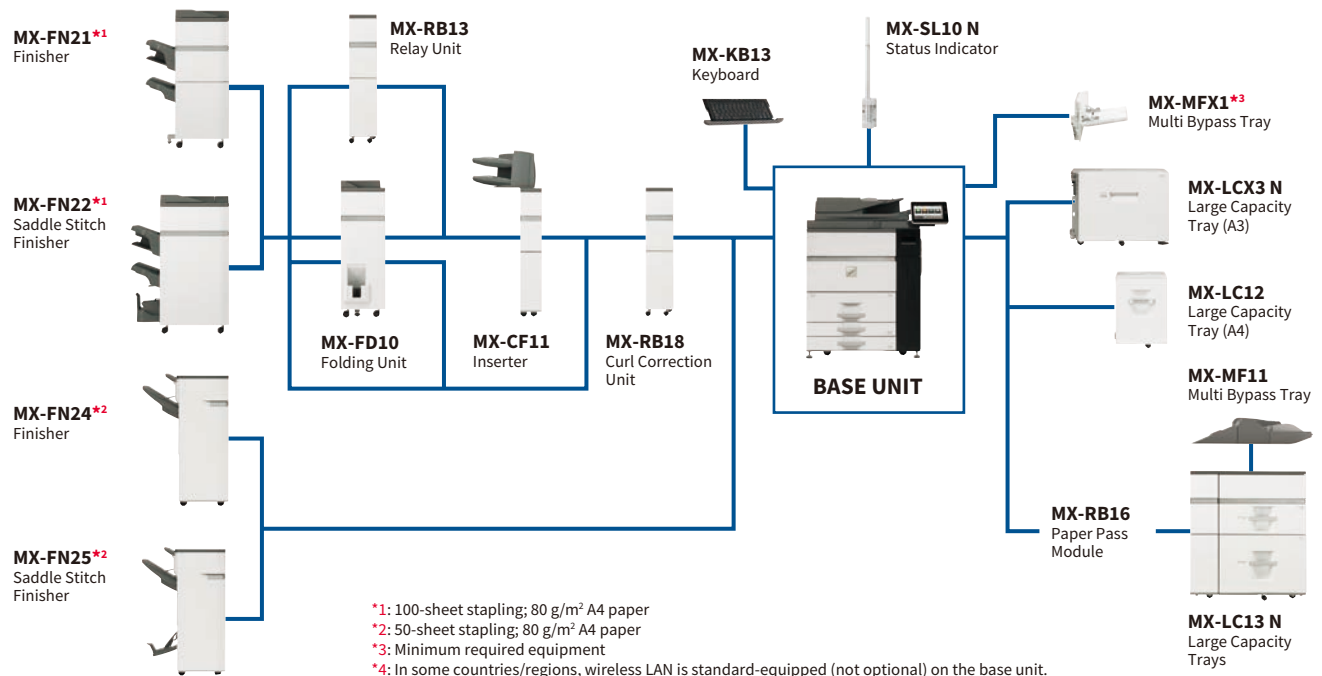 MX-FN21*1
Finisher
MX-RB13
Relay Unit
MX-KB13
Keyboard
MX-SL10 N
Status Indicator
MX-MFX1*3
Multi Bypass Tray
MX-FN22*1
Saddle Stitch
Finisher
MX-LCX3 N
Large Capacity
Tray (A3)
MX-LC12
Large Capacity
Tray (A4)
MX-FD10
Folding Unit
MX-CF11
Inserter
MX-RB18
Curl Correction
Unit
BASE UNIT
MX-MF11
Multi Bypass Tray
MX-FN24*2
Finisher
MX-RB16
Paper Pass
Module
MX-FN25*2
Saddle Stitch
Finisher
MX-LC13 N
Large Capacity
Trays
*1: 100-sheet stapling; 80 g/m² A4 paper
*2: 50-sheet stapling; 80 g/m² A4 paper
*3: Minimum required equipment
*4: In some countries/regions, wireless LAN is standard-equipped (not optional) on the base unit.